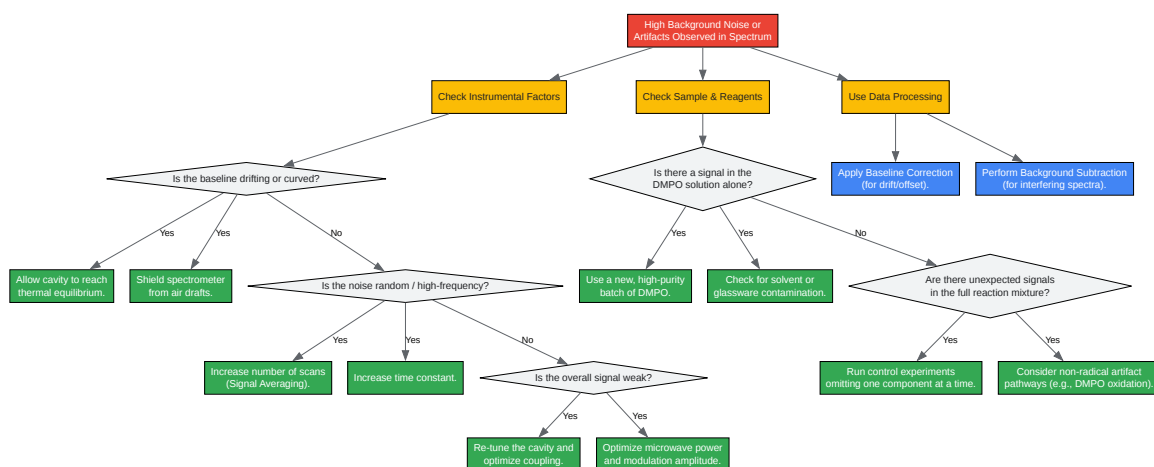 High Background Noise or
Artifacts Observed in Spectrum
Check Instrumental Factors
Check Sample & Reagents
Use Data Processing
Is the baseline drifting or curved?
Is there a signal in the
DMPO solution alone?
Apply Baseline Correction
(for drift/offset).
Perform Background Subtraction
(for interfering spectra).
Yes
Yes
No
Yes
Yes
No
Allow cavity to reach
thermal equilibrium.
Shield spectrometer
from air drafts.
Is the noise random / high-frequency?
Use a new, high-purity
batch of DMPO.
Check for solvent or
glassware contamination.
Are there unexpected signals
in the full reaction mixture?
Yes
Yes
No
Yes
Yes
Increase number of scans
(Signal Averaging).
Increase time constant.
Is the overall signal weak?
Run control experiments
omitting one component at a time.
Consider non-radical artifact
pathways (e.g., DMPO oxidation).
Yes
Yes
Re-tune the cavity and
optimize coupling.
Optimize microwave power
and modulation amplitude.